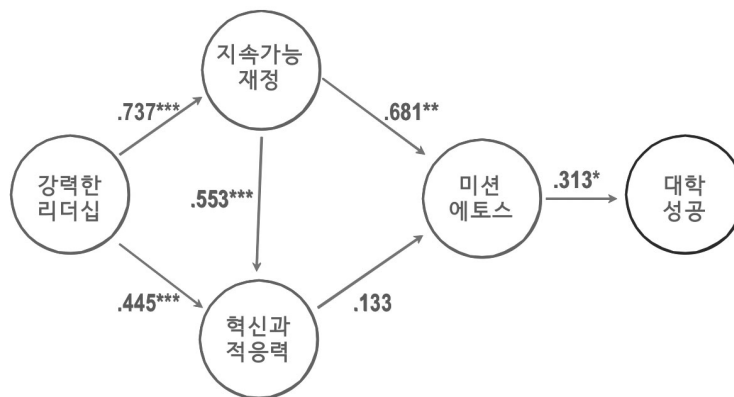 지속가능
재정
.737***
.681**
강력한
리더십
.553***
미션
에토스
.313*
대학
성공
.445***
.133
혁신과
적응력